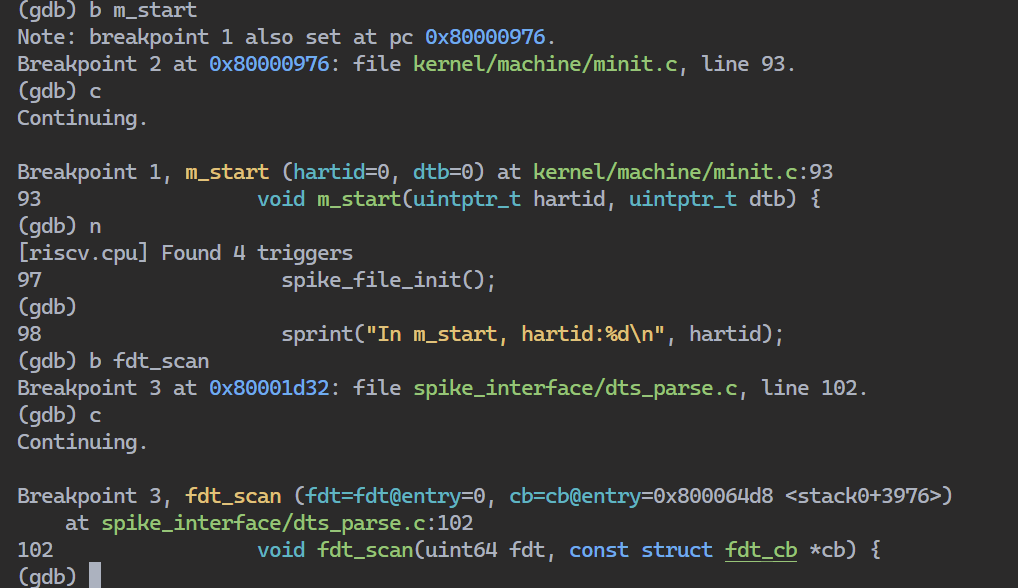 (gdb) b m_start
Note: breakpoint 1 also set at pc 0x80000976.
Breakpoint 2 at 0x80000976: file kernel/machine/minit.c, line 93.
(gdb) c
Continuing.

Breakpoint 1, m_start (hartid=0, dtb=0) at kernel/machine/minit.c:93
93              void m_start(uintptr_t hartid, uintptr_t dtb) {
(gdb) n
[riscv.cpu] Found 4 triggers
97                spike_file_init();
(gdb)
98                sprint("In m_start, hartid:%d\n", hartid);
(gdb) b fdt_scan
Breakpoint 3 at 0x80001d32: file spike_interface/dts_parse.c, line 102.
(gdb) c
Continuing.

Breakpoint 3, fdt_scan (fdt=fdt@entry=0, cb=cb@entry=0x800064d8 <stack0+3976>)
    at spike_interface/dts_parse.c:102
102             void fdt_scan(uint64 fdt, const struct fdt_cb *cb) {
(gdb)